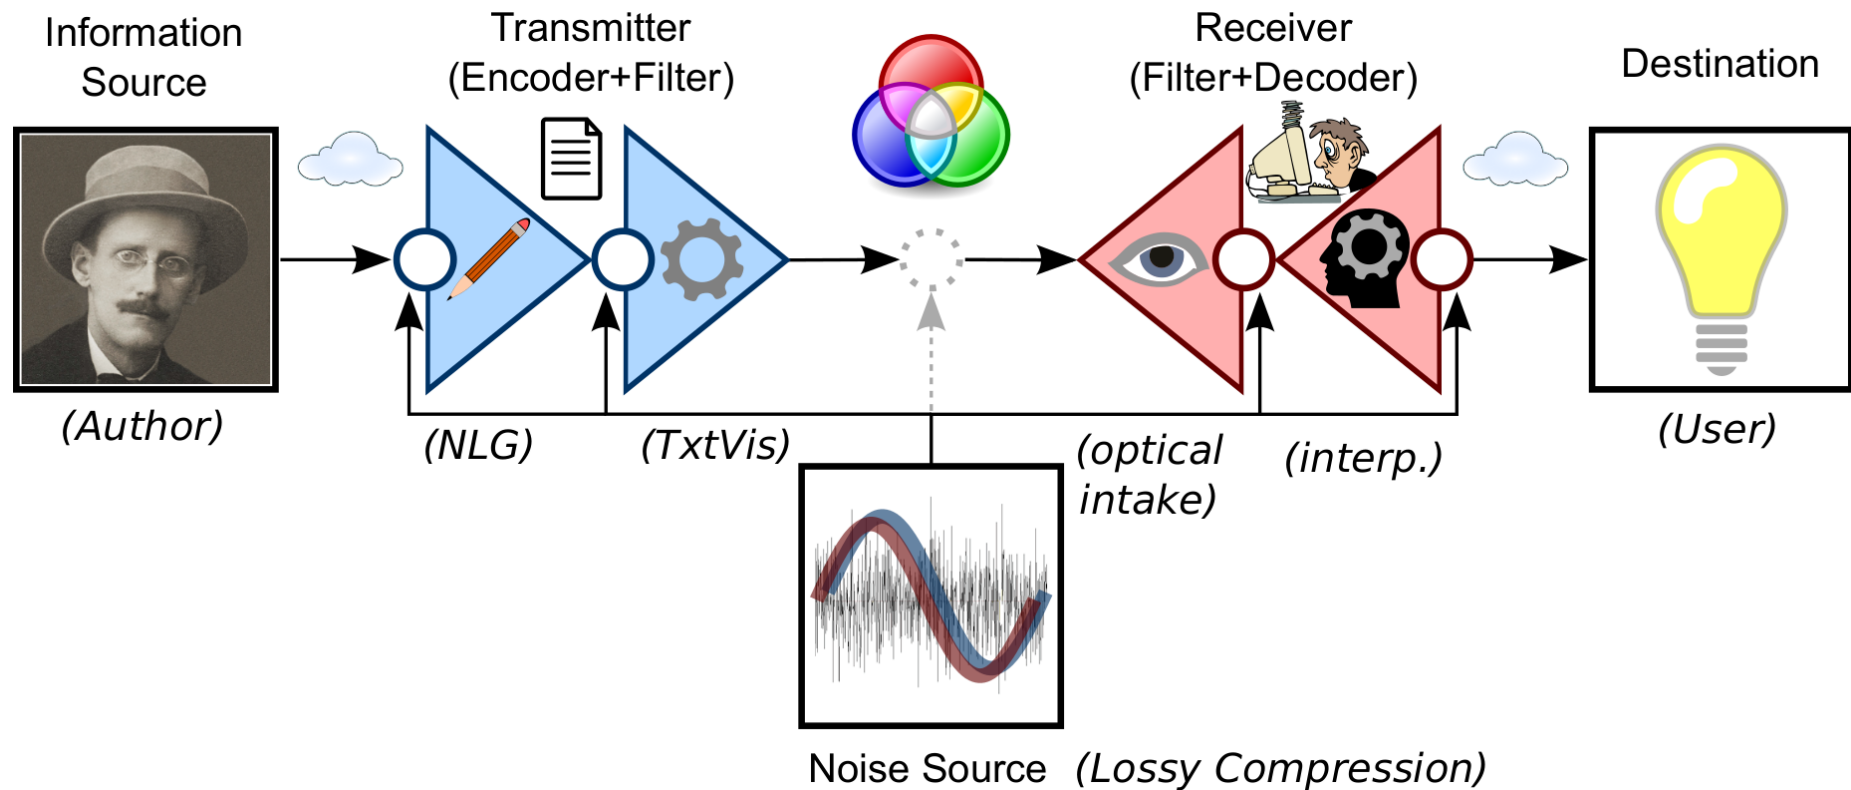 Information
Source
Transmitter
(Encoder+Filter)
Receiver
(Filter+Decoder)
Destination
(Author)
(NLG)
(TxtVis)
(optical
intake)
(interp.)
(User)
Noise Source
(Lossy Compression)